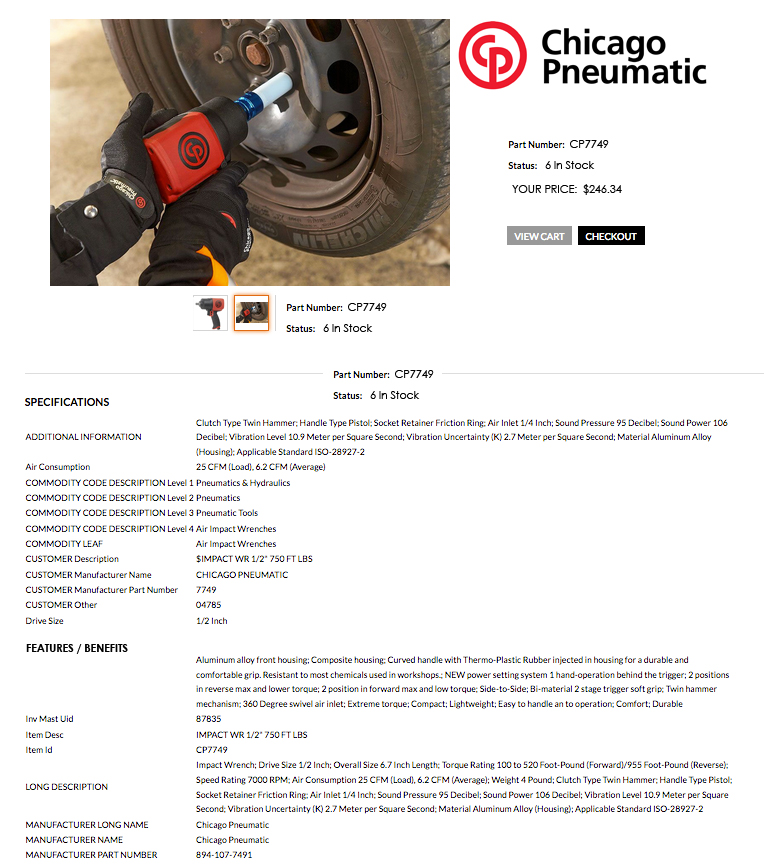 Chicago
Pneumatic
Part Number: CP7749
Status: 6 In Stock
YOUR PRICE: $246.34
VIEW CART CHECKOUT
Chicago
Pneumatic
MICHELIN
Part Number: CP7749
Status: 6 In Stock
Part Number: CP7749
Status: 6 In Stock
SPECIFICATIONS
ADDITIONAL INFORMATION
Clutch Type Twin Hammer; Handle Type Pistol; Socket Retainer Friction Ring; Air Inlet 1/4 Inch; Sound Pressure 95 Decibel; Sound Power 106
Decibel; Vibration Level 10.9 Meter per Square Second; Vibration Uncertainty (K) 2.7 Meter per Square Second; Material Aluminum Alloy
(Housing); Applicable Standard ISO-28927-2
Air Consumption 25 CFM (Load), 6.2 CFM (Average)
COMMODITY CODE DESCRIPTION Level 1 Pneumatics & Hydraulics
COMMODITY CODE DESCRIPTION Level 2 Pneumatics
COMMODITY CODE DESCRIPTION Level 3 Pneumatic Tools
COMMODITY CODE DESCRIPTION Level 4 Air Impact Wrenches
COMMODITY LEAF Air Impact Wrenches
CUSTOMER Description $IMPACT WR 1/2" 750 FT LBS
CUSTOMER Manufacturer Name CHICAGO PNEUMATIC
CUSTOMER Manufacturer Part Number 7749
CUSTOMER Other 04785
Drive Size 1/2 Inch
FEATURES / BENEFITS
Aluminum alloy front housing; Composite housing; Curved handle with Thermo-Plastic Rubber injected in housing for a durable and
comfortable grip. Resistant to most chemicals used in workshops.; NEW power setting system 1 hand-operation behind the trigger; 2 positions
in reverse max and lower torque; 2 position in forward max and low torque; Side-to-Side; Bi-material 2 stage trigger soft grip; Twin hammer
mechanism; 360 Degree swivel air inlet; Extreme torque; Compact; Lightweight; Easy to handle an to operation; Comfort; Durable
Inv Mast Uid 87835
Item Desc IMPACT WR 1/2" 750 FT LBS
Item Id CP7749
LONG DESCRIPTION
Impact Wrench; Drive Size 1/2 Inch; Overall Size 6.7 Inch Length; Torque Rating 100 to 520 Foot-Pound (Forward)/955 Foot-Pound (Reverse);
Speed Rating 7000 RPM; Air Consumption 25 CFM (Load), 6.2 CFM (Average); Weight 4 Pound; Clutch Type Twin Hammer; Handle Type Pistol;
Socket Retainer Friction Ring; Air Inlet 1/4 Inch; Sound Pressure 95 Decibel; Sound Power 106 Decibel; Vibration Level 10.9 Meter per Square
Second; Vibration Uncertainty (K) 2.7 Meter per Square Second; Material Aluminum Alloy (Housing); Applicable Standard ISO-28927-2
MANUFACTURER LONG NAME Chicago Pneumatic
MANUFACTURER NAME Chicago Pneumatic
MANUFACTURER PART NUMBER 894-107-7491